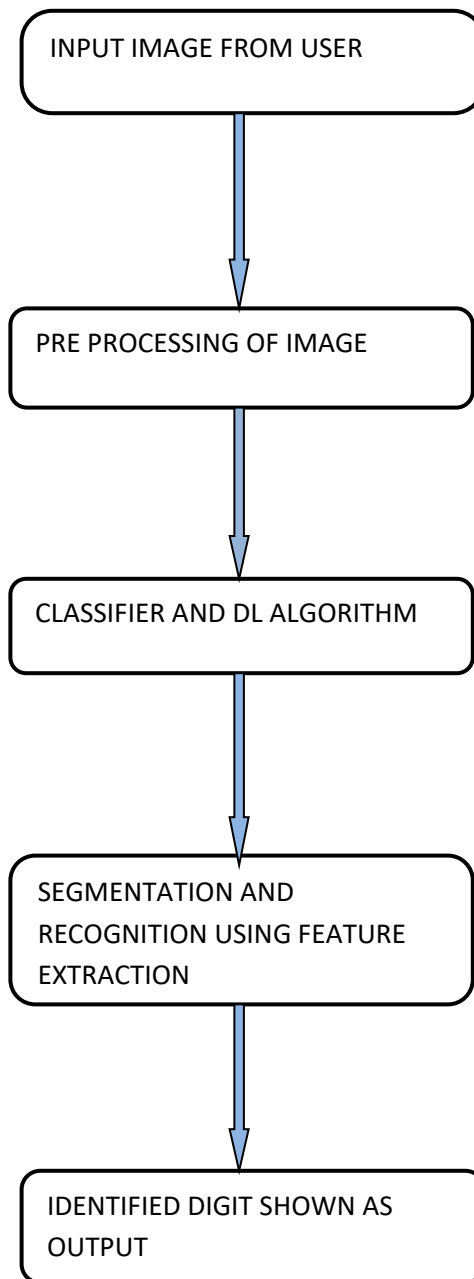 INPUT IMAGE FROM USER
PRE PROCESSING OF IMAGE
CLASSIFIER AND DL ALGORITHM
SEGMENTATION AND
RECOGNITION USING FEATURE
EXTRACTION
IDENTIFIED DIGIT SHOWN AS
OUTPUT